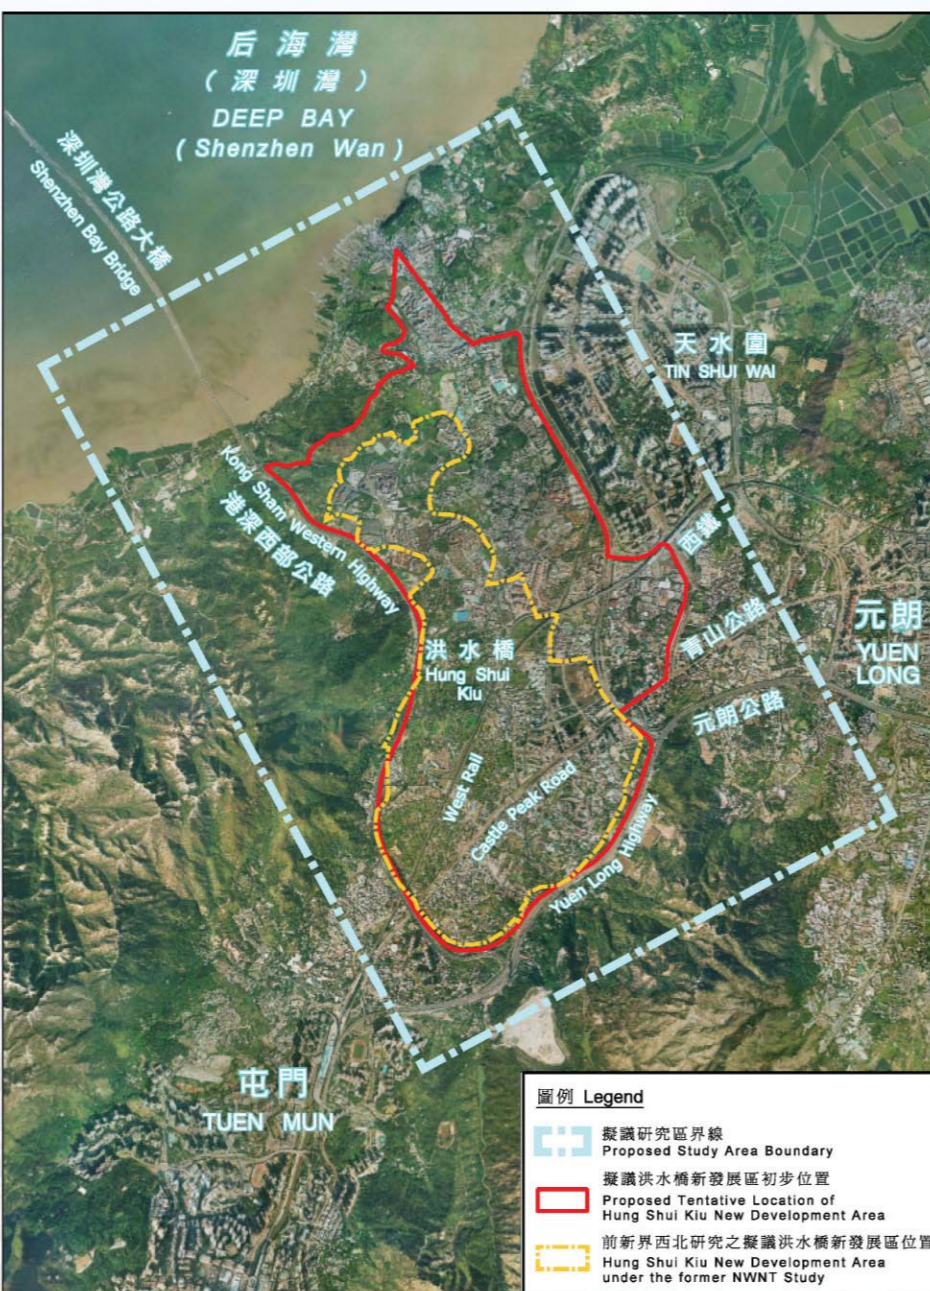 后海灣
(深圳灣)
DEEP BAY
(Shenzhen Wan)
深圳灣公路大橋
Shenzhen Bay Bridge
天水圍
TIN SHUI WAI
Kong Sham Western Highway
港深西部公路
西鐵
青山公路
元朗
YUEN
LONG
元朗公路
洪水橋
Hung Shui
Kiu
West Rail
Castle Peak Road
Yuen Long Highway
屯門
TUEN MUN
圖例 Legend
擬議研究區界線
Proposed Study Area Boundary
擬議洪水橋新發展區初步位置
Proposed Tentative Location of
Hung Shui Kiu New Development Area
前新界西北研究之擬議洪水橋新發展區位置
Hung Shui Kiu New Development Area
under the former NWNT Study